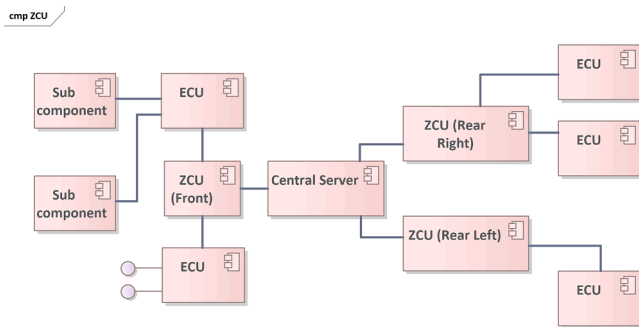 cmp ZCU
ECU
Sub
component
ECU
ZCU (Rear
Right)
ECU
ZCU
(Front)
Central Server
Sub
component
ZCU (Rear Left)
ECU
ECU